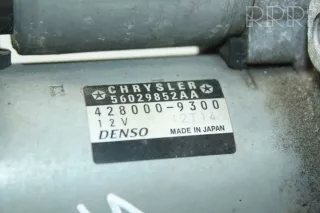 RRR
CHRYSLER
56029852AA
428000-9300
12V
DENSO MADE IN JAPAN